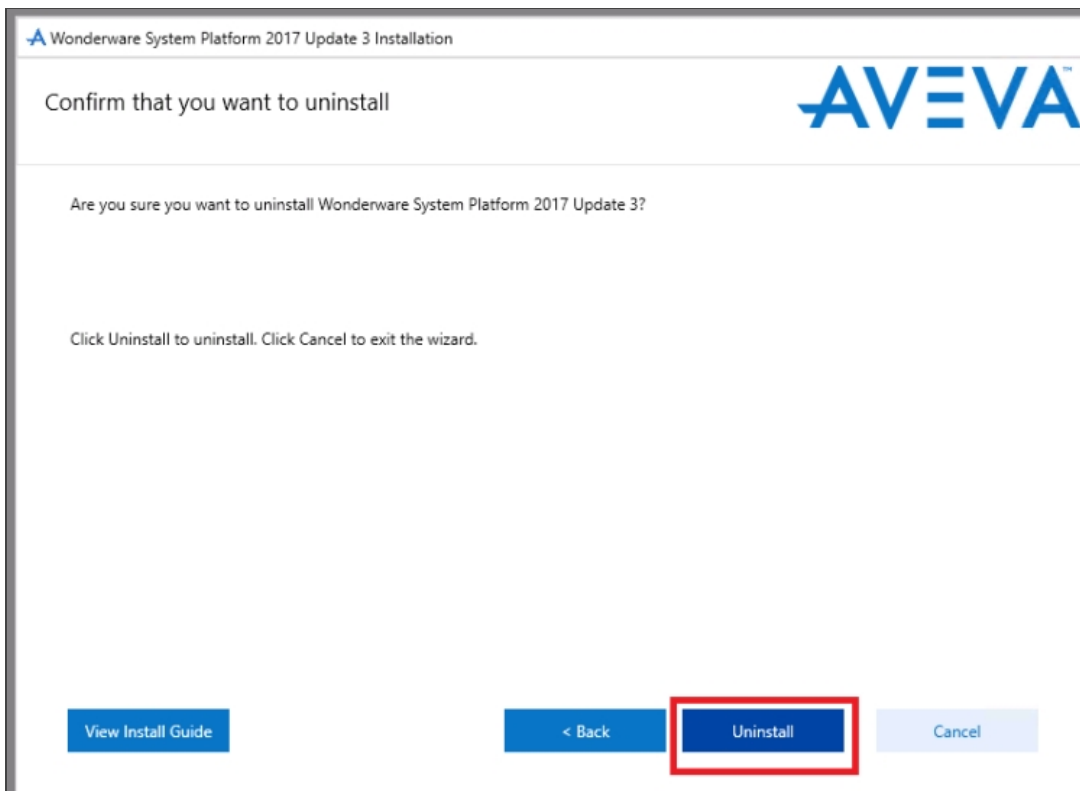 Wonderware System Platform 2017 Update 3 Installation
AVEVA™
Confirm that you want to uninstall
Are you sure you want to uninstall Wonderware System Platform 2017 Update 3?
Click Uninstall to uninstall. Click Cancel to exit the wizard.
View Install Guide
< Back
Uninstall
Cancel